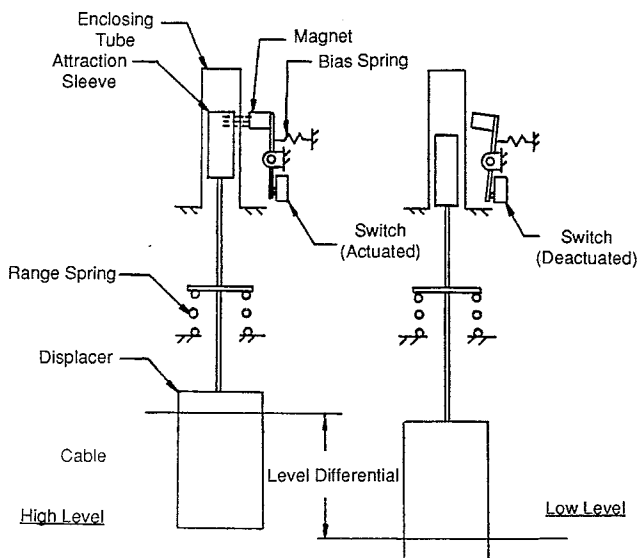 Enclosing
Tube
Attraction
Sleeve
Magnet
Bias Spring
Switch
(Actuated)
Switch
(Deactuated)
Range Spring
Displacer
Cable
Level Differential
High Level
Low Level